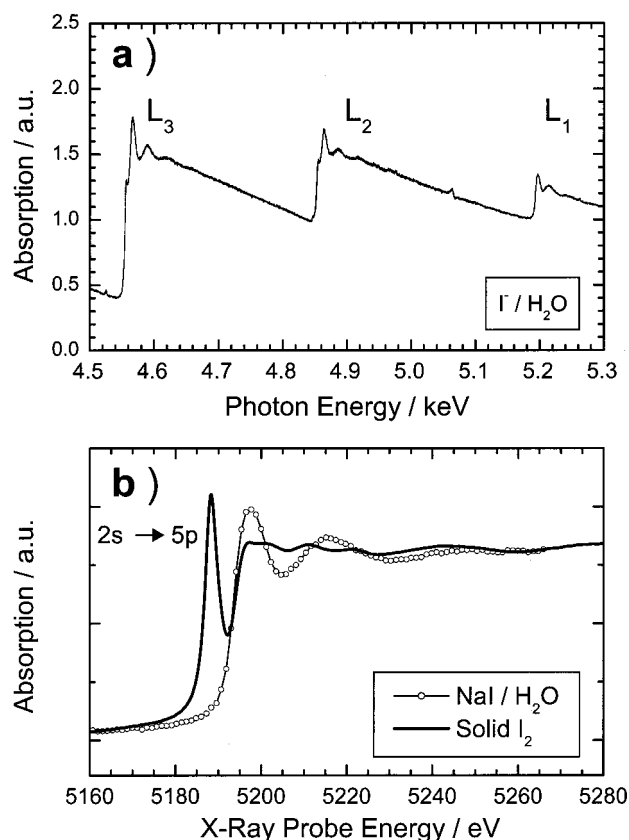 a )
2.5
2.0
1.5
1.0
0.5
0.0
Absorption / a.u.
L3
L2
L1
I- / H2O
4.5 4.6 4.7 4.8 4.9 5.0 5.1 5.2 5.3
Photon Energy / keV
b )
2s → 5p
Absorption / a.u.
NaI / H2O
Solid I2
5160 5180 5200 5220 5240 5260 5280
X-Ray Probe Energy / eV